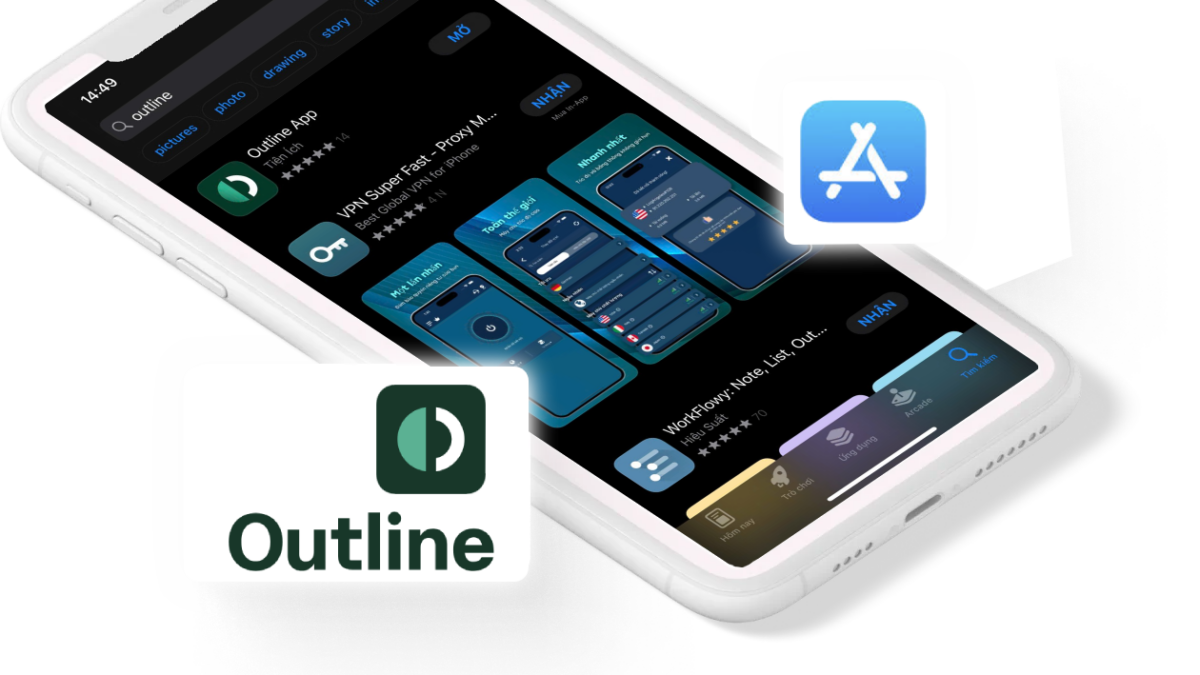 14:49
outline
pictures
photo
drawing
story
Outline App
Tiện ích
14
MỞ
VPN Super Fast - Proxy M...
Best Global VPN for iPhone
4 N
NHẬN
Mua In-App
Một lần nhấn
Toàn thế giới
Nhanh nhất
WorkFlowy: Note, List, Out...
Hiệu Suất
70
NHẬN
Hôm nay
Trò chơi
Ứng dụng
Arcade
Tìm kiếm
Outline